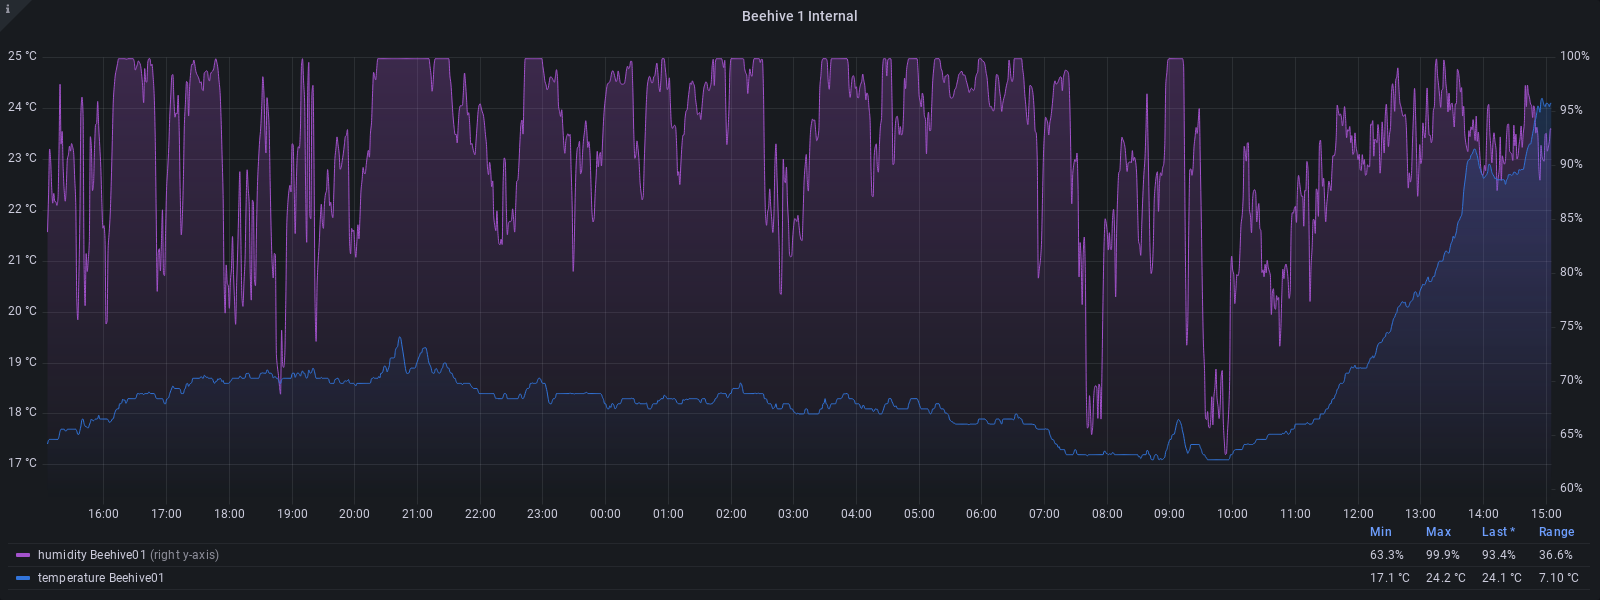 i
Beehive 1 Internal
25 °C 100%
24 °C 95%
23 °C 90%
22 °C 85%
21 °C 80%
20 °C 75%
19 °C 70%
18 °C 65%
17 °C 60%
16:00 17:00 18:00 19:00 20:00 21:00 22:00 23:00 00:00 01:00 02:00 03:00 04:00 05:00 06:00 07:00 08:00 09:00 10:00 11:00 12:00 13:00 14:00 15:00
Min Max Last * Range
humidity Beehive01 (right y-axis) 63.3% 99.9% 93.4% 36.6%
temperature Beehive01 17.1 °C 24.2 °C 24.1 °C 7.10 °C